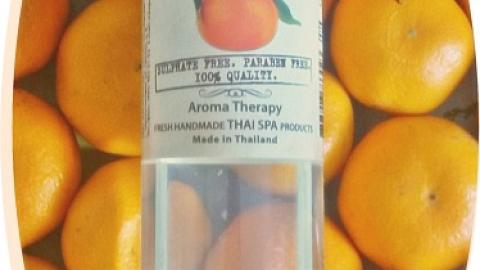 SULPHATE FREE. PARABEN FREE.
100% QUALITY.
Aroma Therapy
FRESH HANDMADE THAI SPA PRODUCTS
Made in Thailand